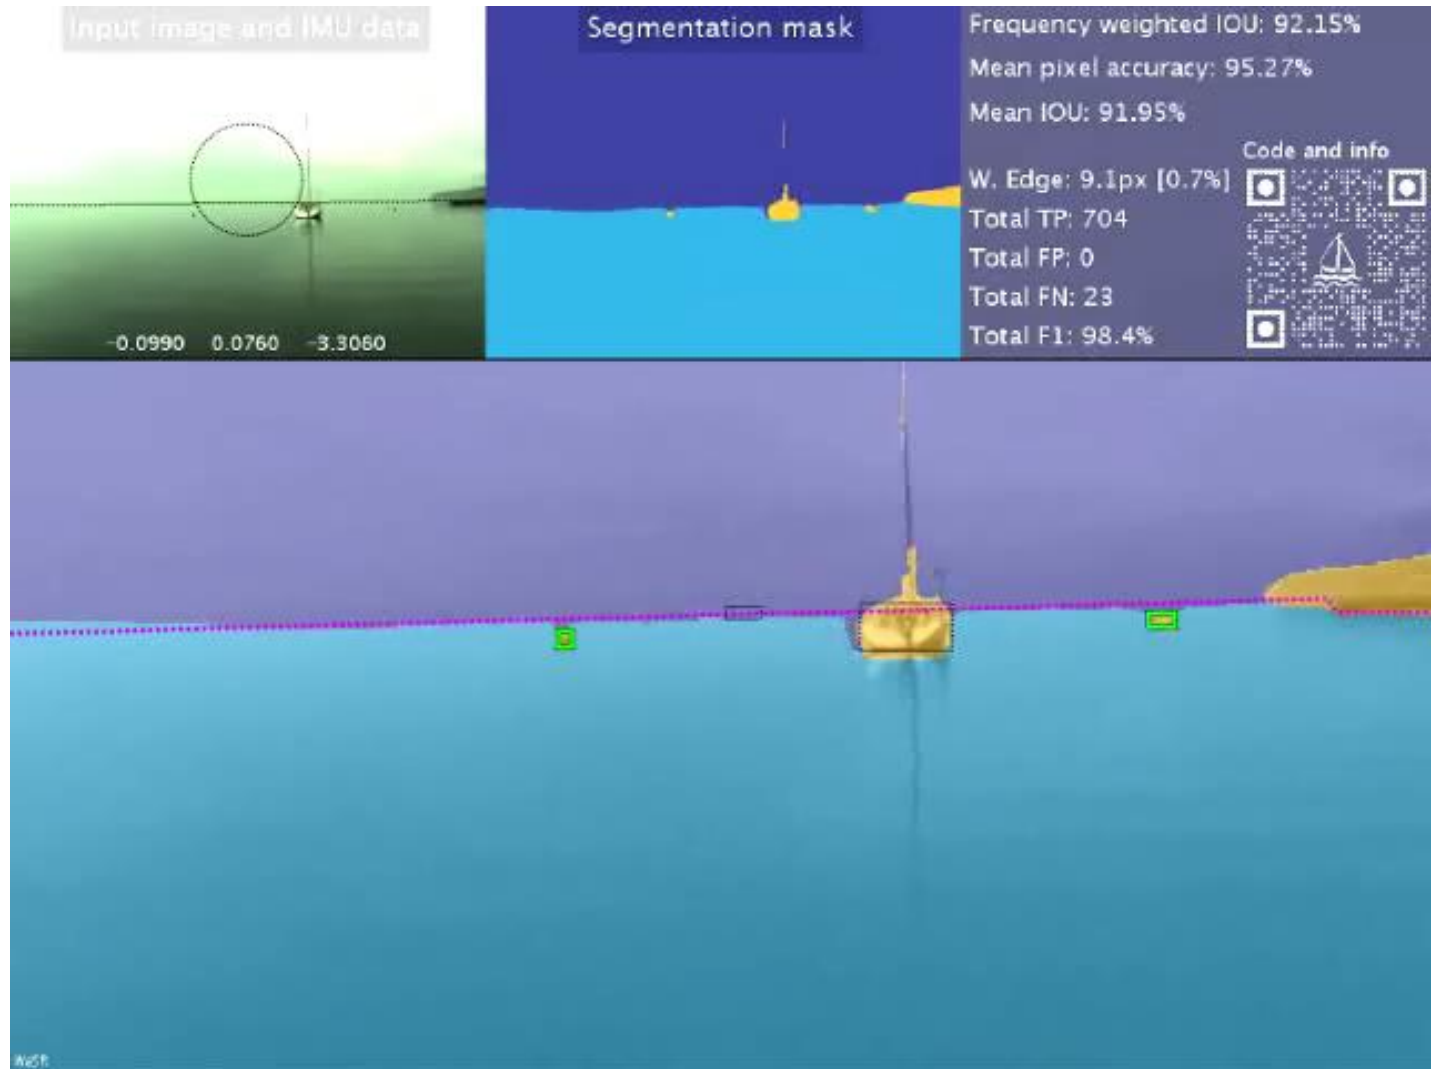 Input image and IMU data
-0.0990 0.0760 -3.3060
Segmentation mask
Frequency weighted IOU: 92.15%
Mean pixel accuracy: 95.27%
Mean IOU: 91.95%
Code and info
W. Edge: 9.1px [0.7%]
Total TP: 704
Total FP: 0
Total FN: 23
Total F1: 98.4%
WaSR